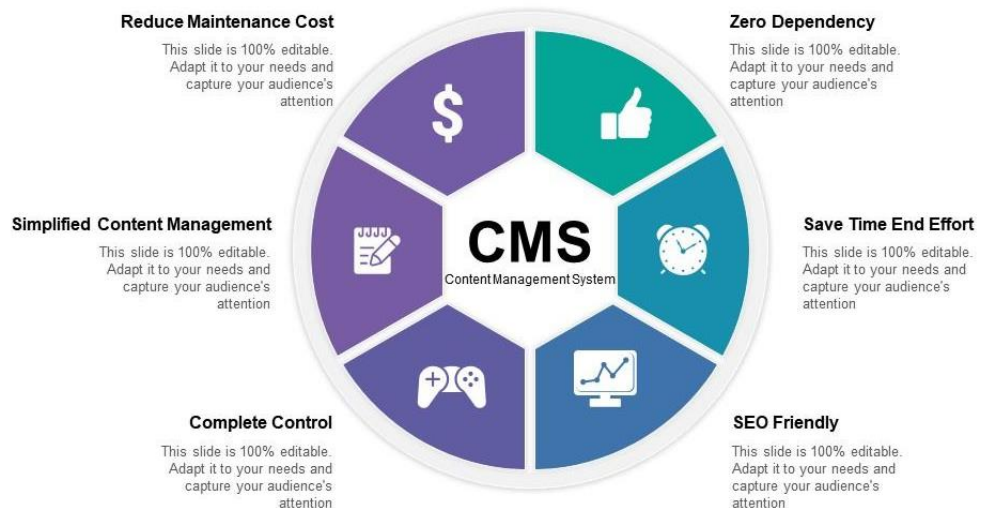 Reduce Maintenance Cost
This slide is 100% editable.
Adapt it to your needs and
capture your audience's
attention
Zero Dependency
This slide is 100% editable.
Adapt it to your needs and
capture your audience's
attention
Simplified Content Management
This slide is 100% editable.
Adapt it to your needs and
capture your audience's
attention
$
CMS
Content Management System
Save Time End Effort
This slide is 100% editable.
Adapt it to your needs and
capture your audience's
attention
Complete Control
This slide is 100% editable.
Adapt it to your needs and
capture your audience's
attention
SEO Friendly
This slide is 100% editable.
Adapt it to your needs and
capture your audience's
attention